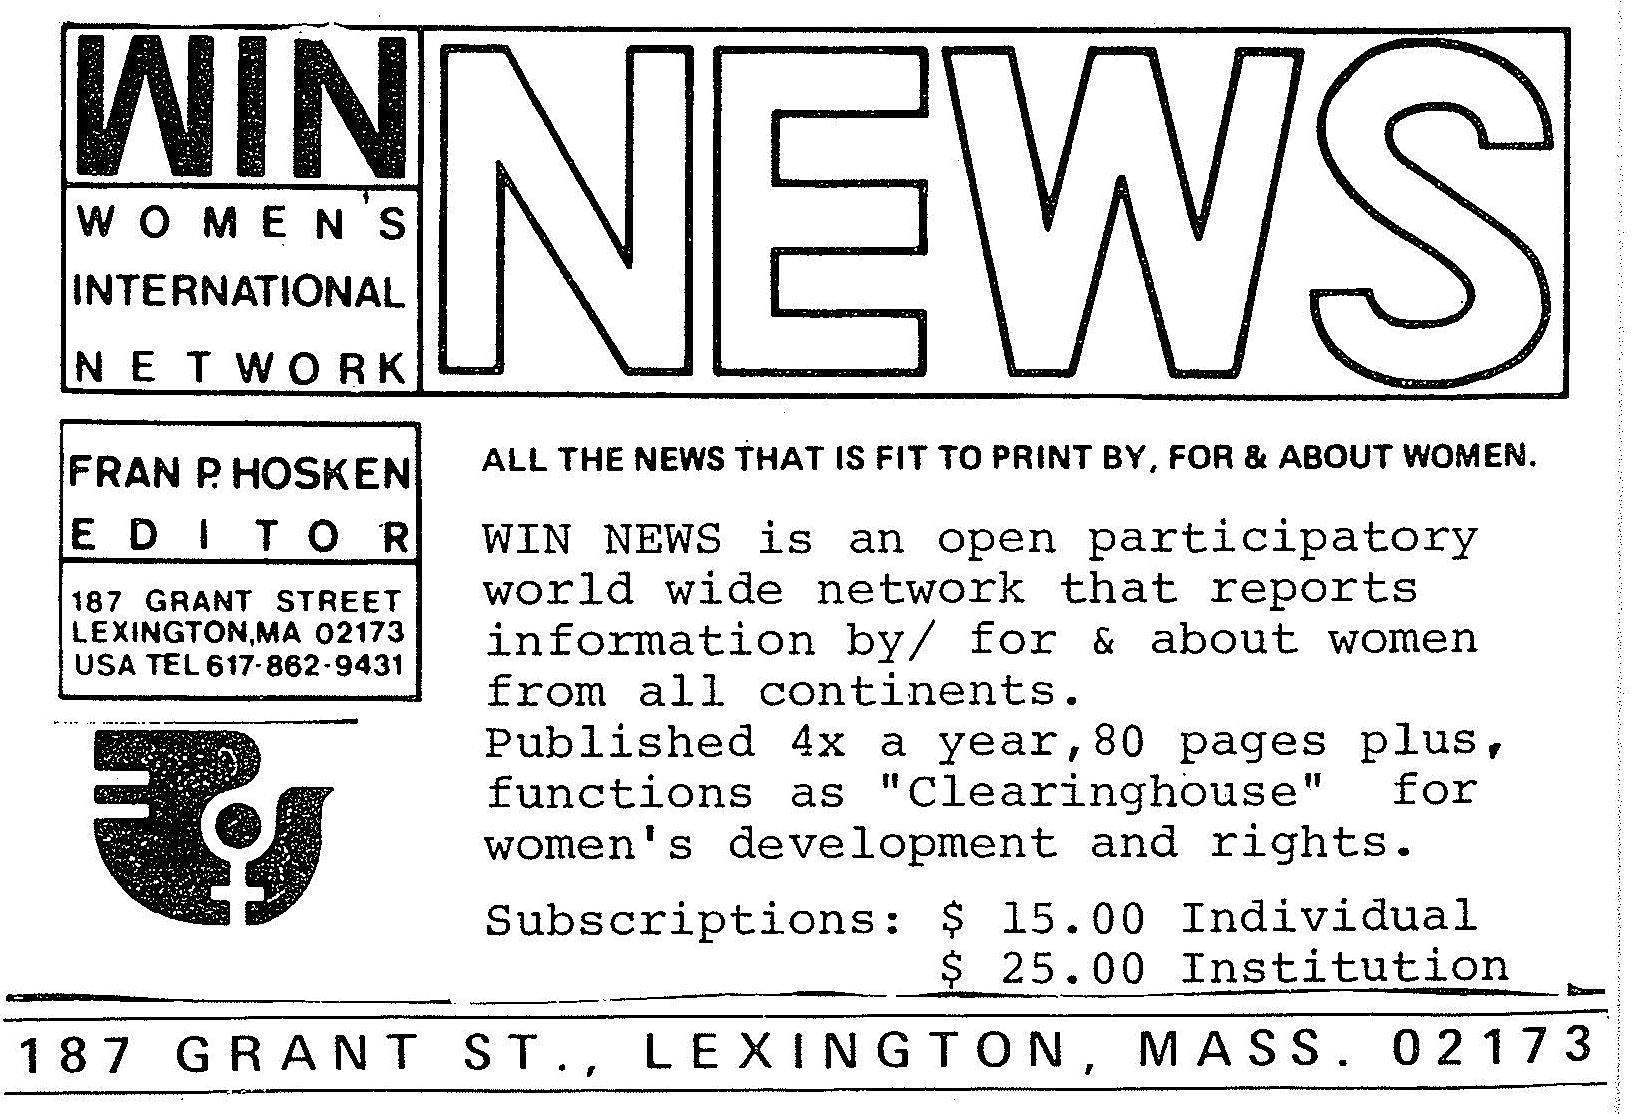 WIN NEWS
WOMEN'S
INTERNATIONAL
NETWORK
FRAN P. HOSKEN
EDITOR
187 GRANT STREET
LEXINGTON, MA 02173
USA TEL 617-862-9431
ALL THE NEWS THAT IS FIT TO PRINT BY, FOR & ABOUT WOMEN.
WIN NEWS is an open participatory
world wide network that reports
information by/ for & about women
from all continents.
Published 4x a year,80 pages plus,
functions as "Clearinghouse" for
women's development and rights.
Subscriptions: $ 15.00 Individual
$ 25.00 Institution
187 GRANT ST., LEXINGTON, MASS. 02173